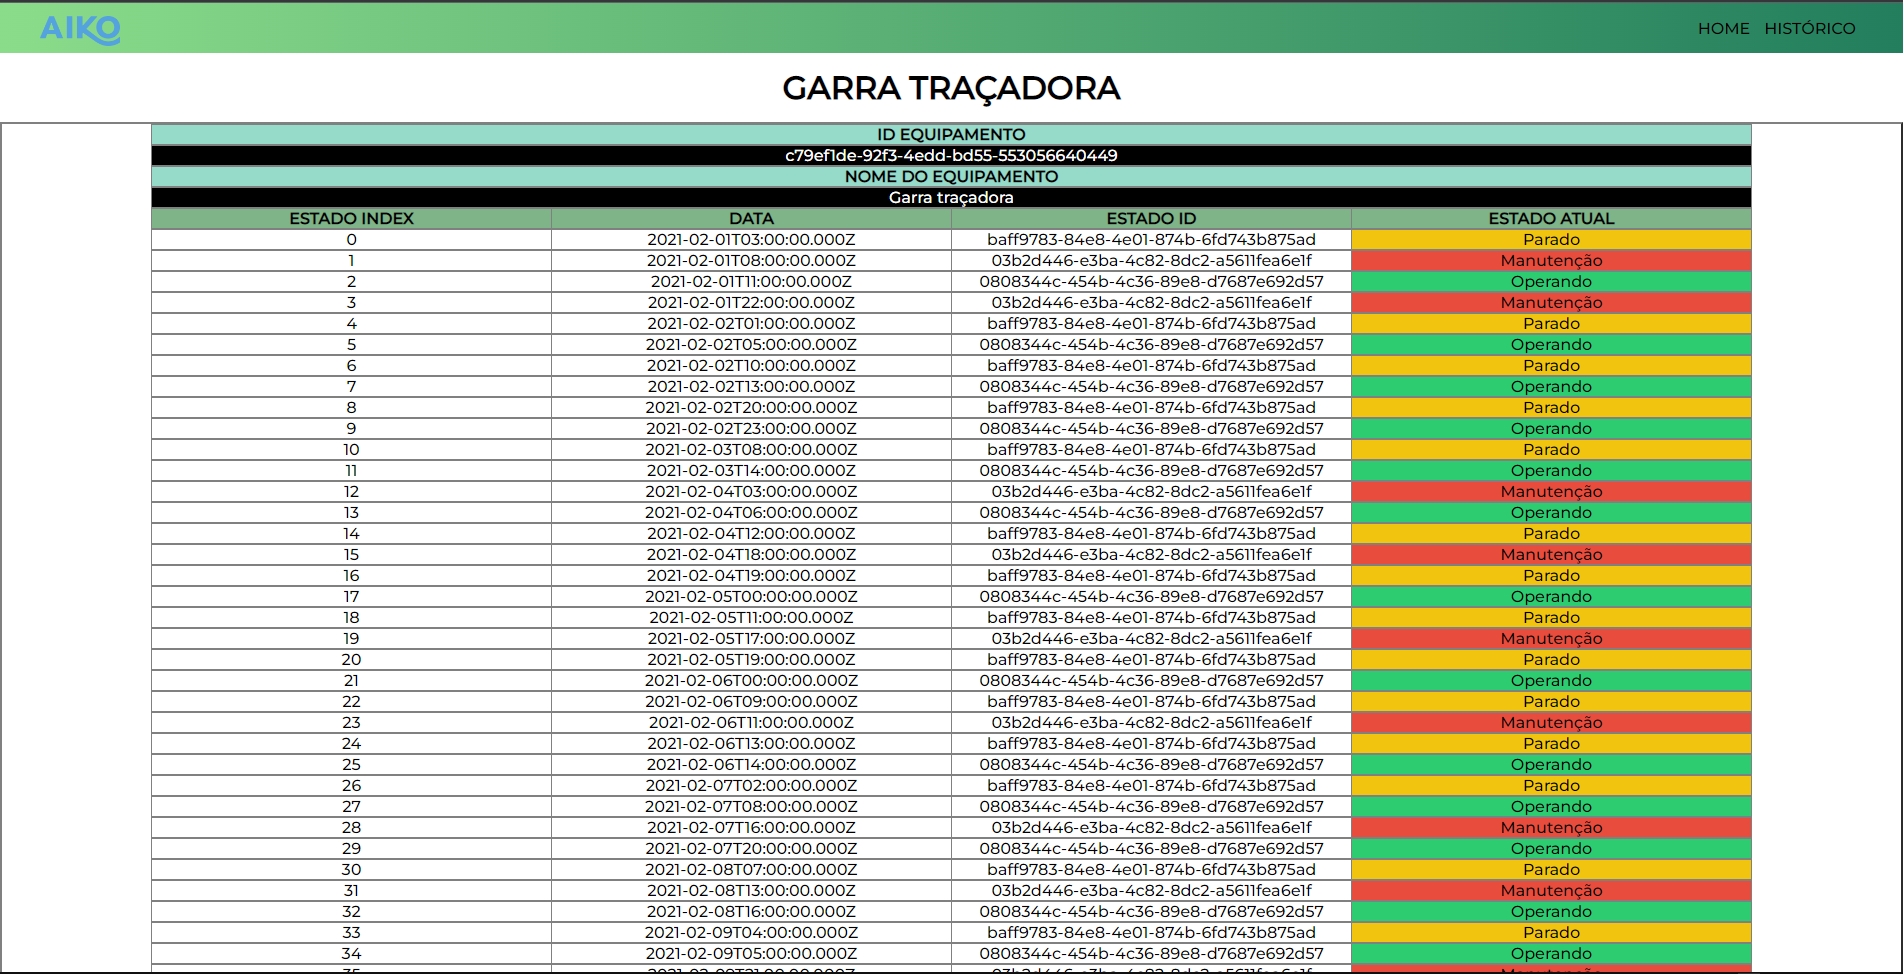 AIKO HOME HISTÓRICO
GARRA TRAÇADORA
ID EQUIPAMENTO
c79ef1de-92f3-4edd-bd55-553056640449
NOME DO EQUIPAMENTO
Garra traçadora
ESTADO INDEX DATA ESTADO ID ESTADO ATUAL
0 2021-02-01T03:00:00.000Z baff9783-84e8-4e01-874b-6fd743b875ad Parado
1 2021-02-01T08:00:00.000Z 03b2d446-e3ba-4c82-8dc2-a5611fea6e1f Manutenção
2 2021-02-01T11:00:00.000Z 0808344c-454b-4c36-89e8-d7687e692d57 Operando
3 2021-02-01T22:00:00.000Z 03b2d446-e3ba-4c82-8dc2-a5611fea6e1f Manutenção
4 2021-02-02T01:00:00.000Z baff9783-84e8-4e01-874b-6fd743b875ad Parado
5 2021-02-02T05:00:00.000Z 0808344c-454b-4c36-89e8-d7687e692d57 Operando
6 2021-02-02T10:00:00.000Z baff9783-84e8-4e01-874b-6fd743b875ad Parado
7 2021-02-02T13:00:00.000Z 0808344c-454b-4c36-89e8-d7687e692d57 Operando
8 2021-02-02T20:00:00.000Z baff9783-84e8-4e01-874b-6fd743b875ad Parado
9 2021-02-02T23:00:00.000Z 0808344c-454b-4c36-89e8-d7687e692d57 Operando
10 2021-02-03T08:00:00.000Z baff9783-84e8-4e01-874b-6fd743b875ad Parado
11 2021-02-03T14:00:00.000Z 0808344c-454b-4c36-89e8-d7687e692d57 Operando
12 2021-02-04T03:00:00.000Z 03b2d446-e3ba-4c82-8dc2-a5611fea6e1f Manutenção
13 2021-02-04T06:00:00.000Z 0808344c-454b-4c36-89e8-d7687e692d57 Operando
14 2021-02-04T12:00:00.000Z baff9783-84e8-4e01-874b-6fd743b875ad Parado
15 2021-02-04T18:00:00.000Z 03b2d446-e3ba-4c82-8dc2-a5611fea6e1f Manutenção
16 2021-02-04T19:00:00.000Z baff9783-84e8-4e01-874b-6fd743b875ad Parado
17 2021-02-05T00:00:00.000Z 0808344c-454b-4c36-89e8-d7687e692d57 Operando
18 2021-02-05T11:00:00.000Z baff9783-84e8-4e01-874b-6fd743b875ad Parado
19 2021-02-05T17:00:00.000Z 03b2d446-e3ba-4c82-8dc2-a5611fea6e1f Manutenção
20 2021-02-05T19:00:00.000Z baff9783-84e8-4e01-874b-6fd743b875ad Parado
21 2021-02-06T00:00:00.000Z 0808344c-454b-4c36-89e8-d7687e692d57 Operando
22 2021-02-06T09:00:00.000Z baff9783-84e8-4e01-874b-6fd743b875ad Parado
23 2021-02-06T11:00:00.000Z 03b2d446-e3ba-4c82-8dc2-a5611fea6e1f Manutenção
24 2021-02-06T13:00:00.000Z baff9783-84e8-4e01-874b-6fd743b875ad Parado
25 2021-02-06T14:00:00.000Z 0808344c-454b-4c36-89e8-d7687e692d57 Operando
26 2021-02-07T02:00:00.000Z baff9783-84e8-4e01-874b-6fd743b875ad Parado
27 2021-02-07T08:00:00.000Z 0808344c-454b-4c36-89e8-d7687e692d57 Operando
28 2021-02-07T16:00:00.000Z 03b2d446-e3ba-4c82-8dc2-a5611fea6e1f Manutenção
29 2021-02-07T20:00:00.000Z 0808344c-454b-4c36-89e8-d7687e692d57 Operando
30 2021-02-08T07:00:00.000Z baff9783-84e8-4e01-874b-6fd743b875ad Parado
31 2021-02-08T13:00:00.000Z 03b2d446-e3ba-4c82-8dc2-a5611fea6e1f Manutenção
32 2021-02-08T16:00:00.000Z 0808344c-454b-4c36-89e8-d7687e692d57 Operando
33 2021-02-09T04:00:00.000Z baff9783-84e8-4e01-874b-6fd743b875ad Parado
34 2021-02-09T05:00:00.000Z 0808344c-454b-4c36-89e8-d7687e692d57 Operando